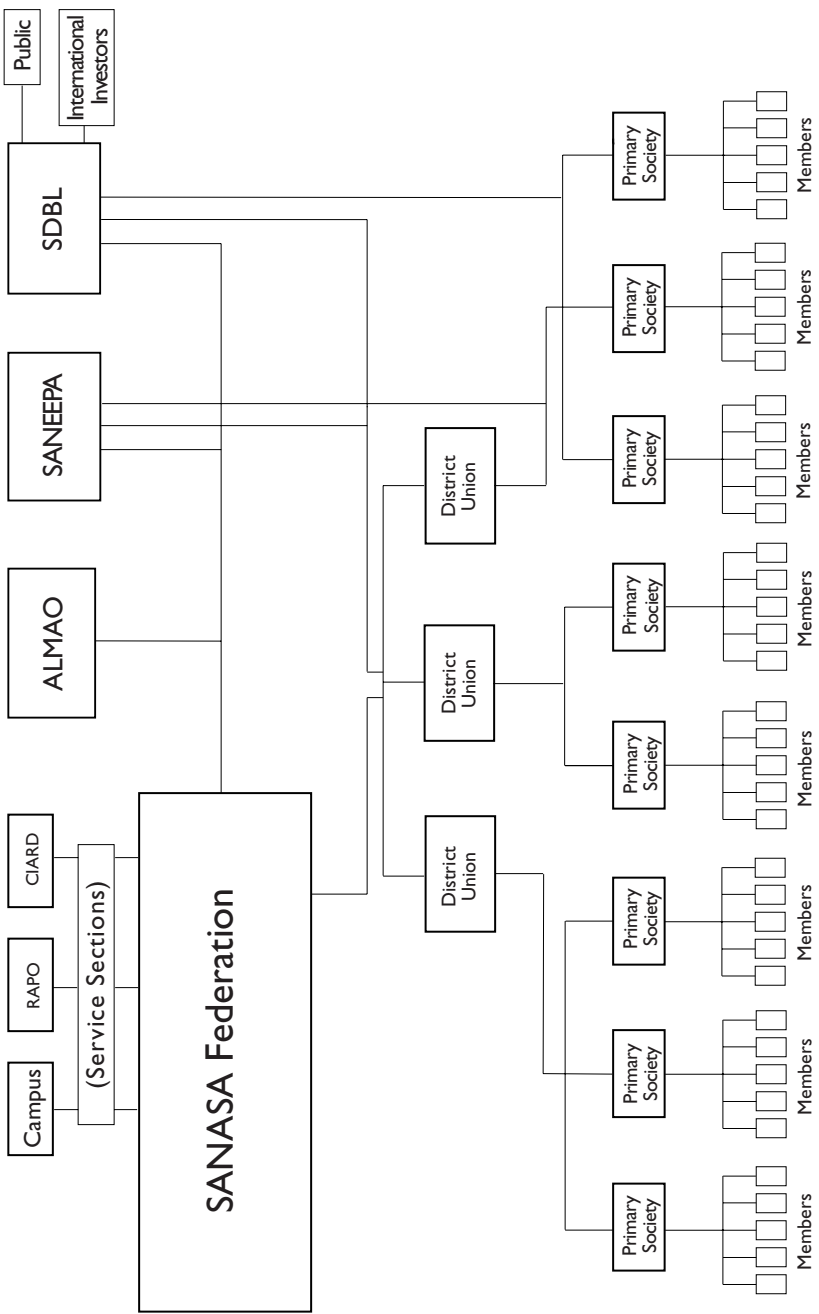 Campus
RAPO
CIARD
(Service Sections)
SANASA Federation
ALMAO
SANEEPA
SDBL
Public
International
Investors
District
Union
District
Union
District
Union
Primary
Society
Primary
Society
Primary
Society
Primary
Society
Primary
Society
Primary
Society
Primary
Society
Primary
Society
Members
Members
Members
Members
Members
Members
Members
Members